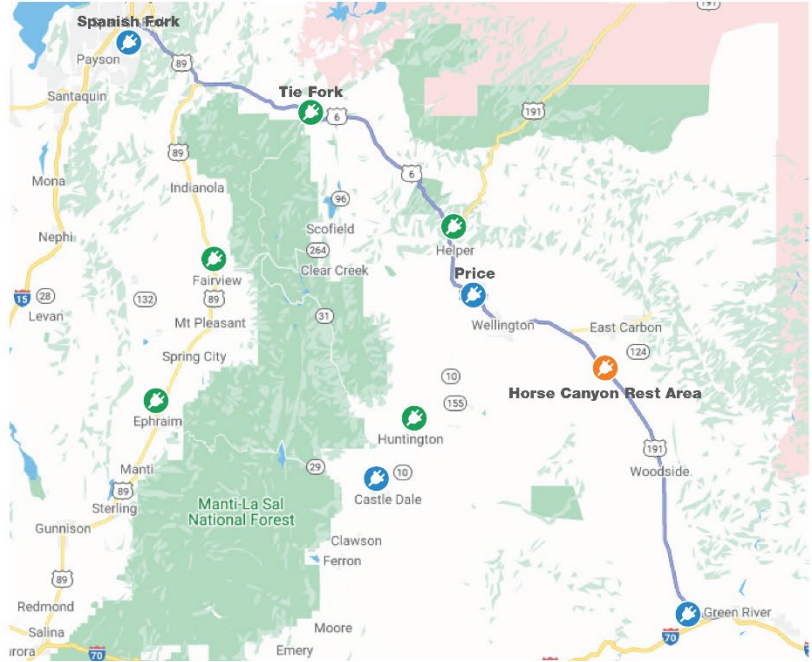 191
Spanish Fork
Payson
89
Santaquin
Tie Fork
6
191
89
Mona
Indianola
6
96
Scofield
Nephi
264
Helper
Clear Creek
Fairview
Price
15
28
132
89
Levan
31
Mt Pleasant
Wellington
East Carbon
124
Spring City
10
Horse Canyon Rest Area
155
Ephraim
Huntington
191
Manti
29
10
Woodside
89
Castle Dale
Sterling
Manti-La Sal
National Forest
Gunnison
Clawson
Ferron
89
Redmond
Green River
Salina
Moore
70
rora
70
Emery